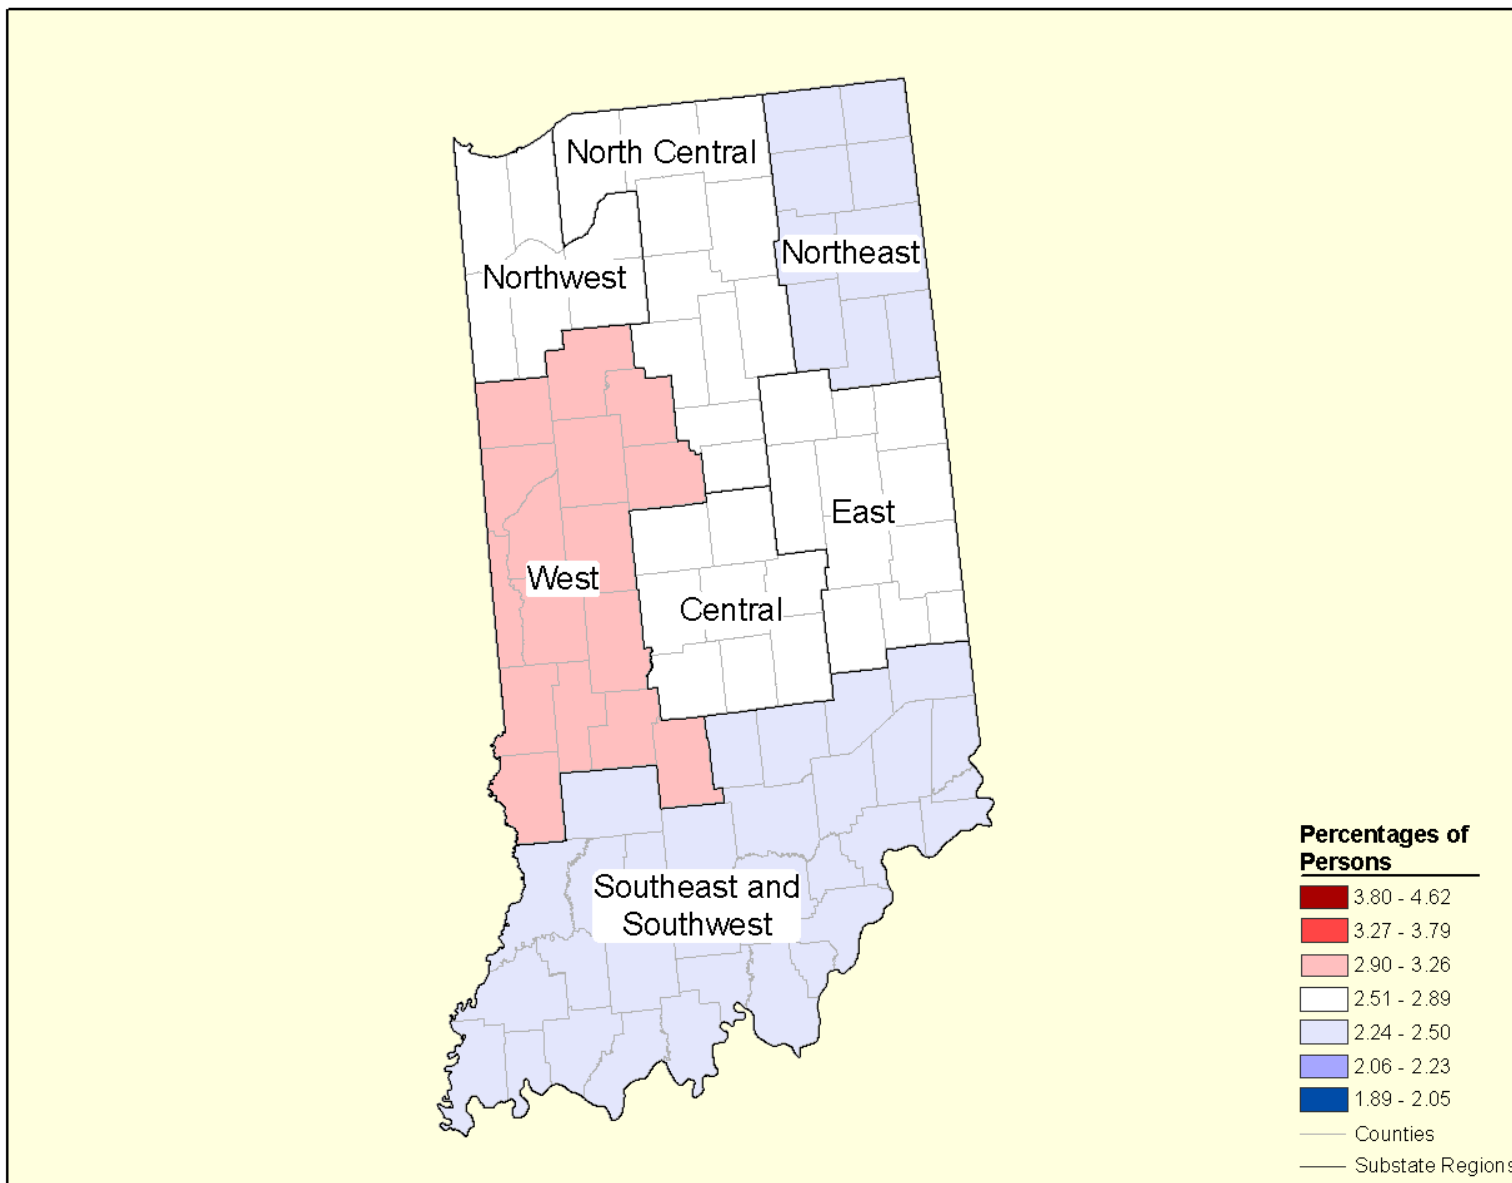 North Central
Northeast
Northwest
East
West
Central
Southeast and
Southwest
Percentages of
Persons
3.80 - 4.62
3.27 - 3.79
2.90 - 3.26
2.51 - 2.89
2.24 - 2.50
2.06 - 2.23
1.89 - 2.05
Counties
Substate Regions